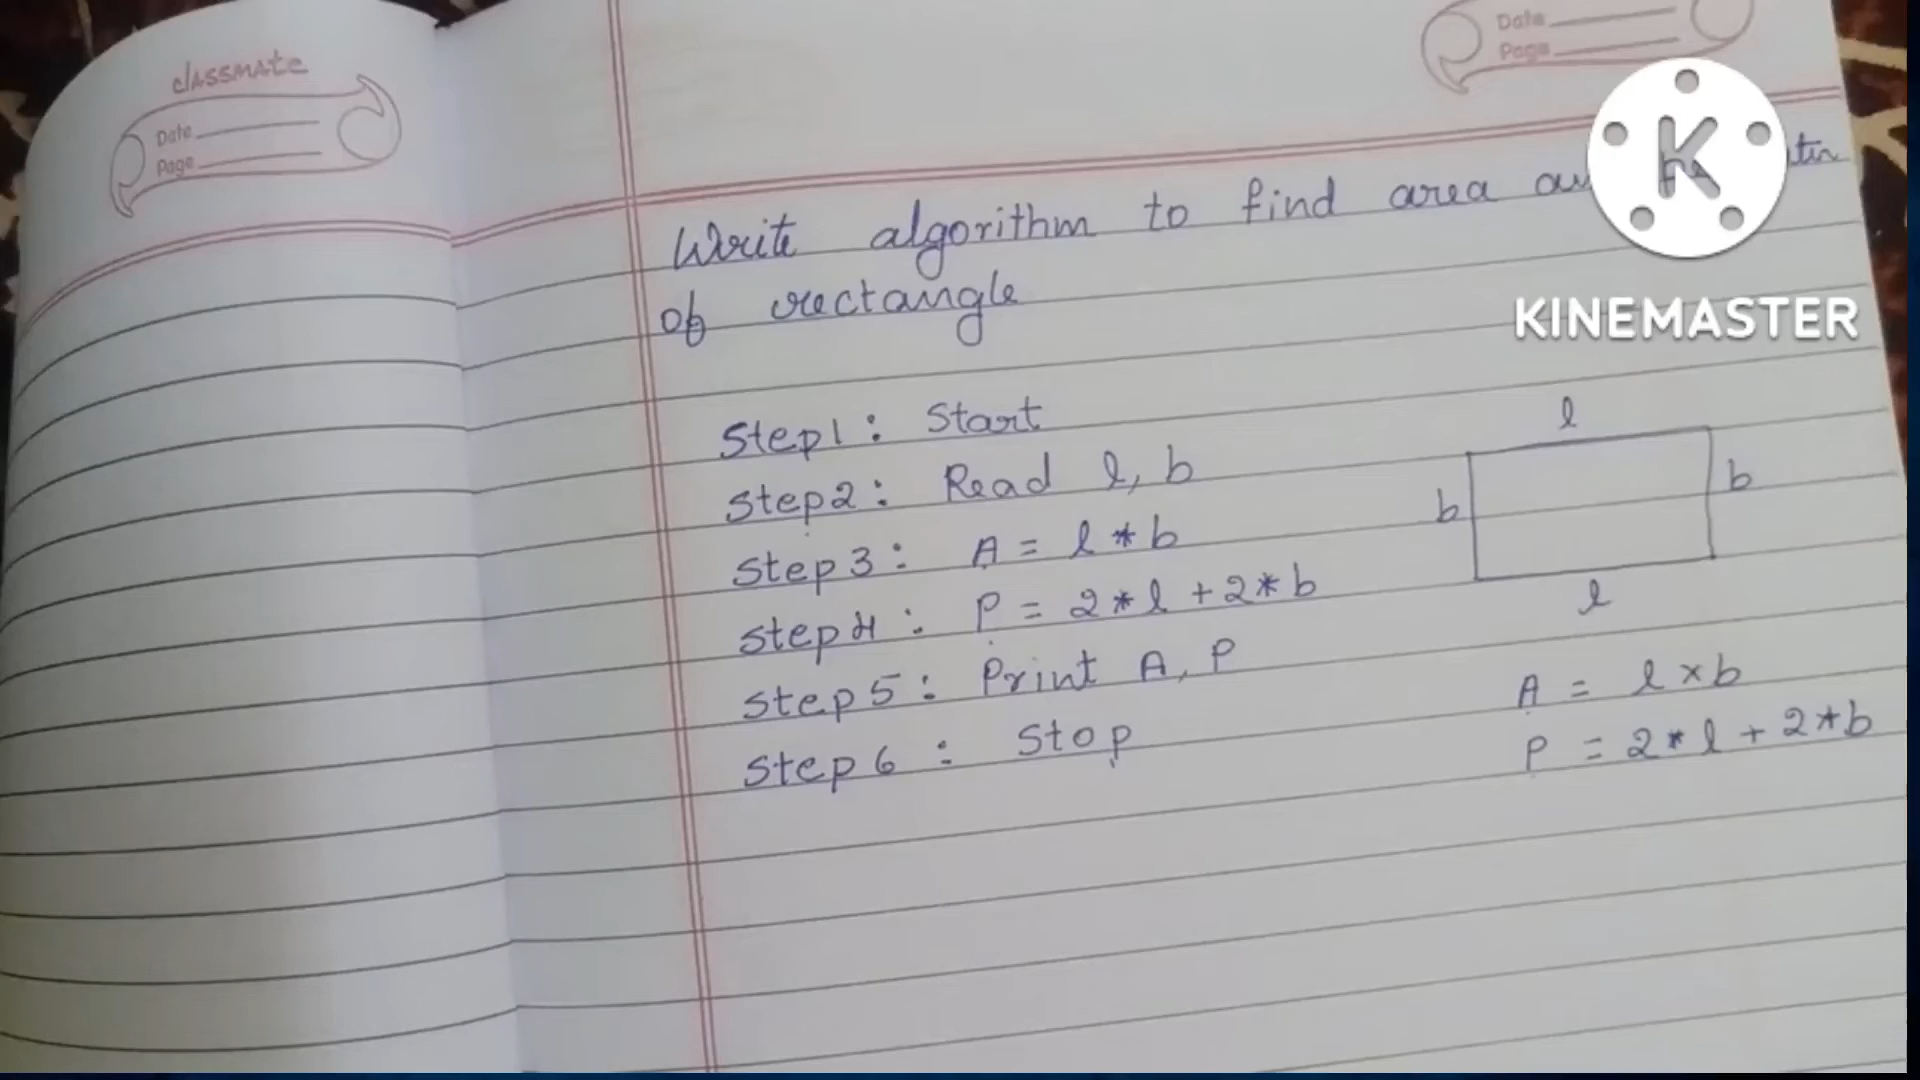 classmate
Date
Page
Date
Page
Write algorithm to find area
of rectangle
KINEMASTER
Step1: Start
Step2: Read l, b
Step3: A = l * b
Step4: P = 2*l + 2*b
Step5: Print A, P
Step6: Stop
l
b
b
l
A = l × b
P = 2*l + 2*b